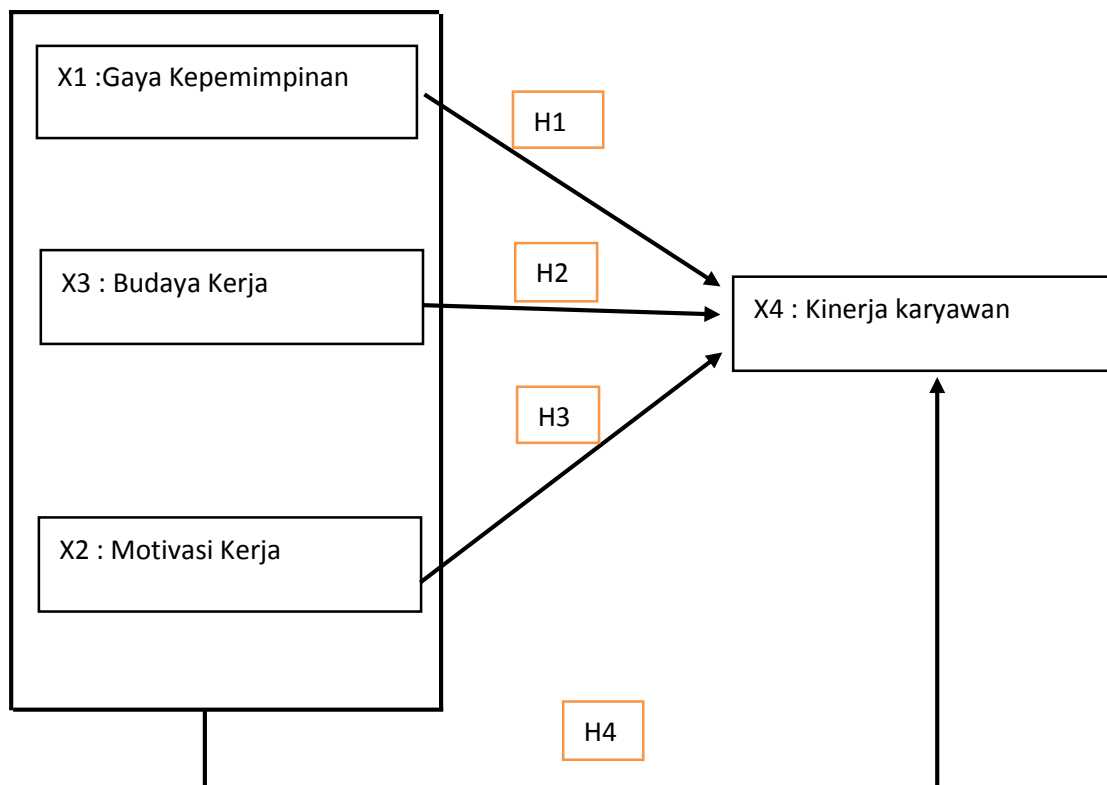 X1 :Gaya Kepemimpinan
H1
X3 : Budaya Kerja
H2
X4 : Kinerja karyawan
H3
X2 : Motivasi Kerja
H4